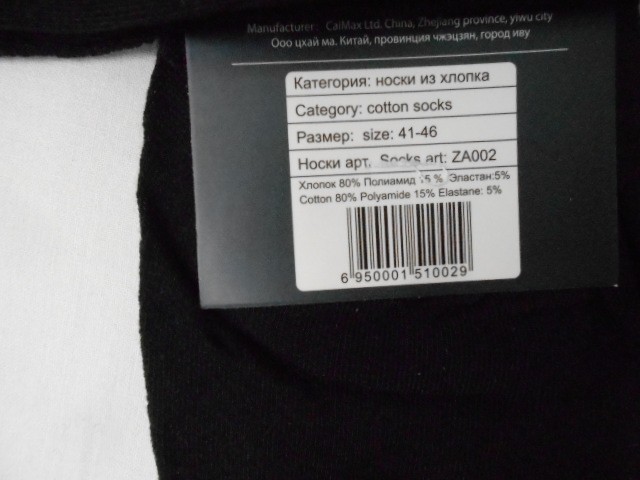 Manufacturer: CaiMax Ltd. China, Zhejiang province, yiwu city
Ооо цхай ма. Китай, провинция чжэцзян, город иву
Категория: носки из хлопка
Category: cotton socks
Размер: size: 41-46
Носки арт. Socks art: ZA002
Хлопок 80% Полиамид 15 % Эластан:5%
Cotton 80% Polyamide 15% Elastane: 5%
6 950001 510029